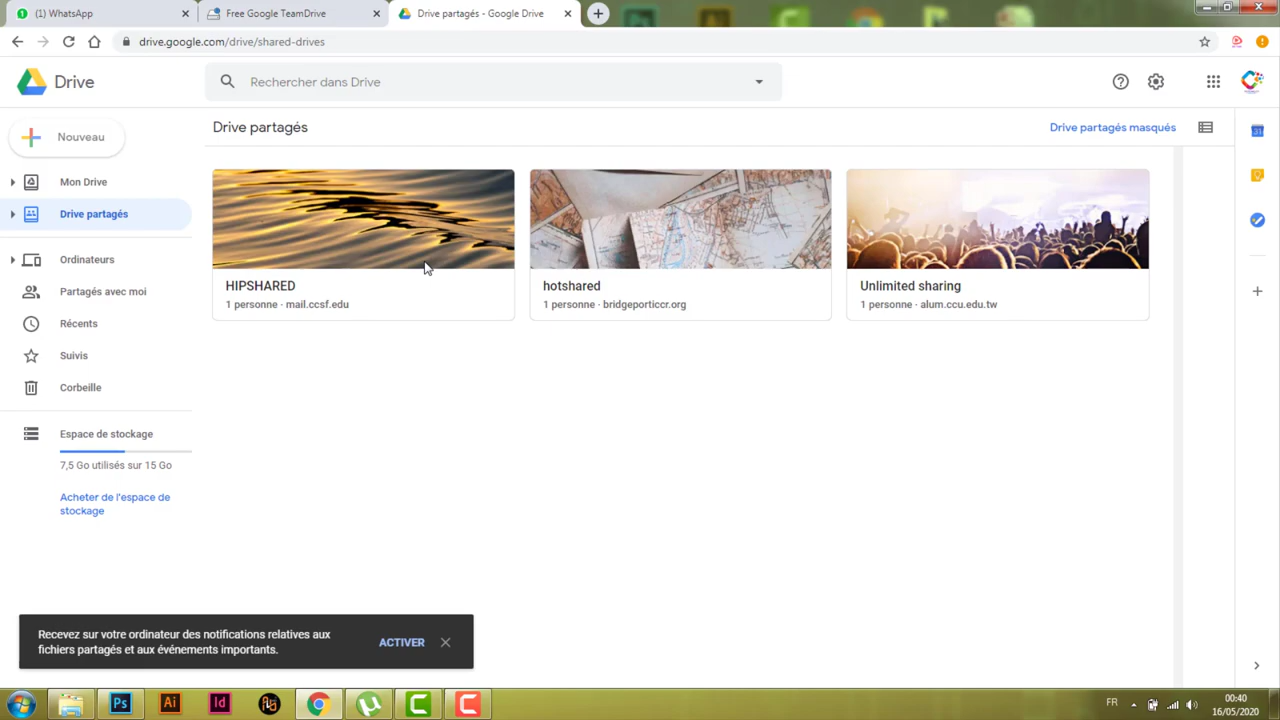 (1) WhatsApp
Free Google TeamDrive
Drive partagés - Google Drive
drive.google.com/drive/shared-drives
Drive
Rechercher dans Drive
Nouveau
Drive partagés
Drive partagés masqués
Mon Drive
Drive partagés
Ordinateurs
Partagés avec moi
Récents
Suivis
Corbeille
Espace de stockage
7,5 Go utilisés sur 15 Go
Acheter de l'espace de
stockage
HIPSHARED
1 personne · mail.ccsf.edu
hotshared
1 personne · bridgeporticcr.org
Unlimited sharing
1 personne · alum.ccu.edu.tw
Recevez sur votre ordinateur des notifications relatives aux
fichiers partagés et aux événements importants.
ACTIVER
Ps
Ai
Id
FR
00:40
16/05/2020